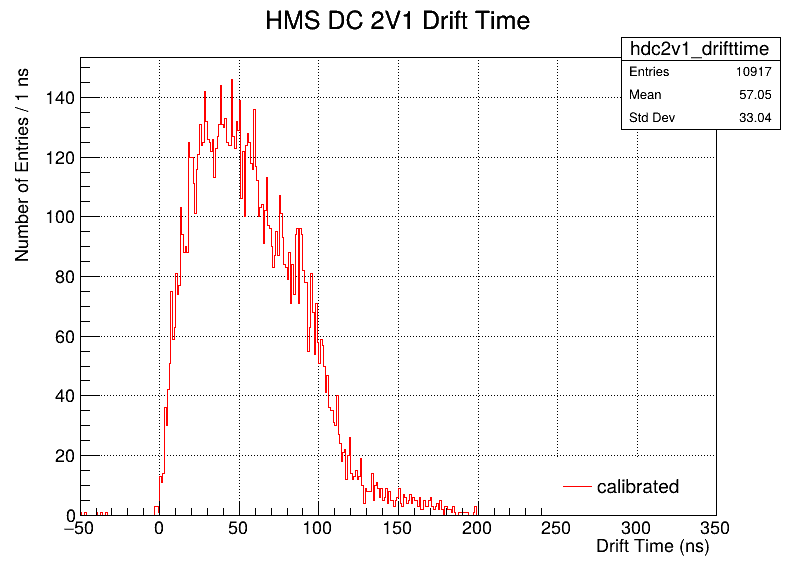 HMS DC 2V1 Drift Time
hdc2v1_drifttime
Entries 10917
Mean 57.05
Std Dev 33.04
Number of Entries / 1 ns
140
120
100
80
60
40
20
0
−50 0 50 100 150 200 250 300 350
calibrated
Drift Time (ns)